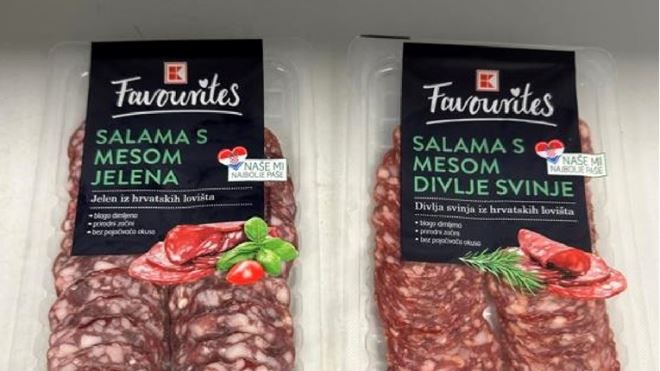 K
Favourites
SALAMA S
MESOM
JELENA
NAŠE MI
NAJBOLJE PAŠE
Jelen iz hrvatskih lovišta
• blago dimljena
• prirodni začini
• bez pojačivača okusa
K
Favourites
SALAMA S
MESOM
DIVLJE SVINJE
NAŠE MI
NAJBOLJE PAŠE
Divlja svinja iz hrvatskih lovišta
• blago dimljena
• prirodni začini
• bez pojačivača okusa